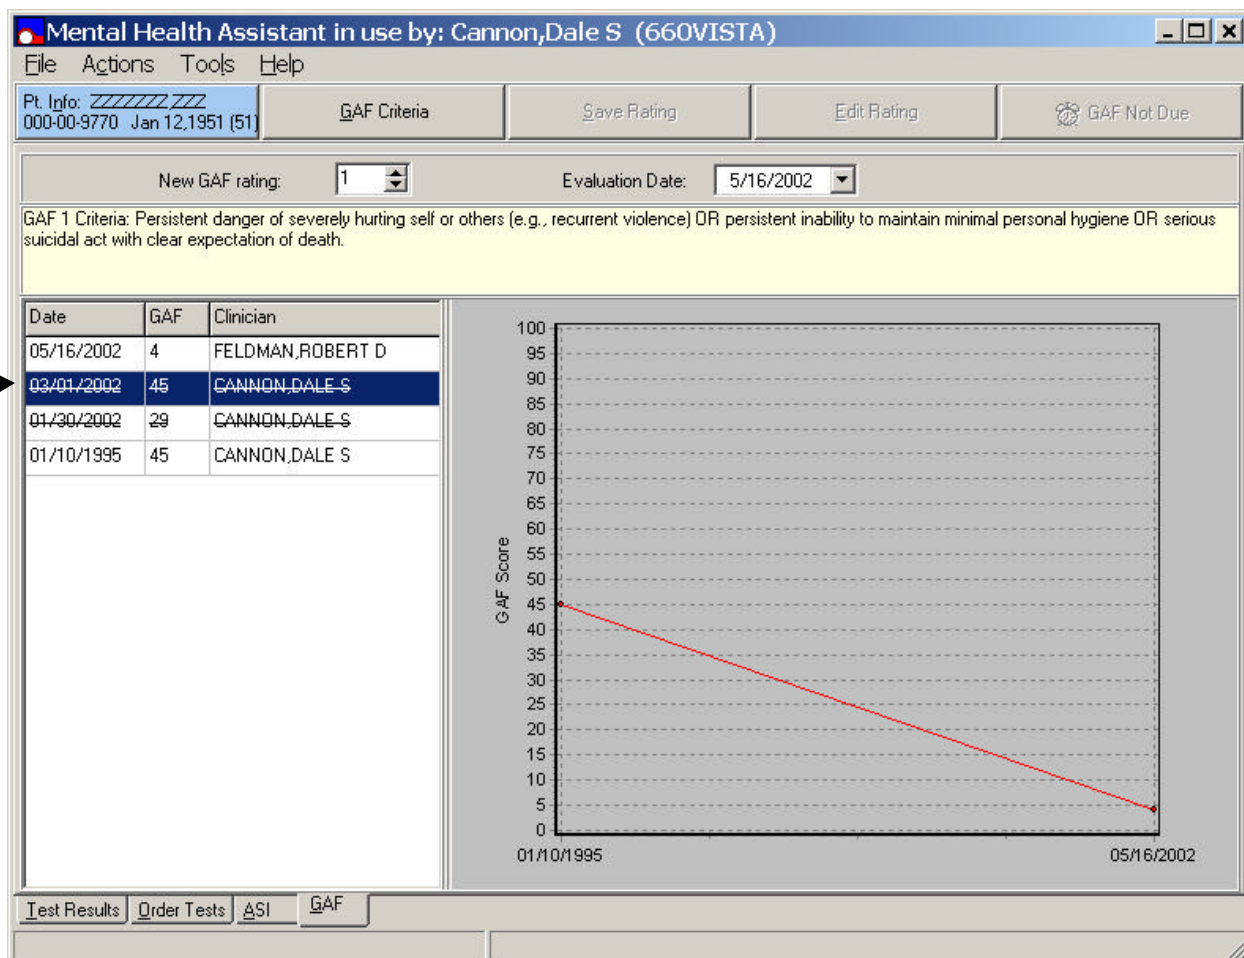 Mental Health Assistant in use by: Cannon,Dale S (660VISTA)
File Actions Tools Help
Pt. Info: ZZZZZZZZ,ZZZ
000-00-9770 Jan 12,1951 (51)
GAF Criteria
Save Rating
Edit Rating
GAF Not Due
New GAF rating: 1
Evaluation Date: 5/16/2002
GAF 1 Criteria: Persistent danger of severely hurting self or others (e.g., recurrent violence) OR persistent inability to maintain minimal personal hygiene OR serious
suicidal act with clear expectation of death.
Date GAF Clinician
05/16/2002 4 FELDMAN,ROBERT D
03/01/2002 45 CANNON,DALE S
01/30/2002 29 CANNON,DALE S
01/10/1995 45 CANNON,DALE S
GAF Score
100
95
90
85
80
75
70
65
60
55
50
45
40
35
30
25
20
15
10
5
0
01/10/1995 05/16/2002
Test Results Order Tests ASI GAF